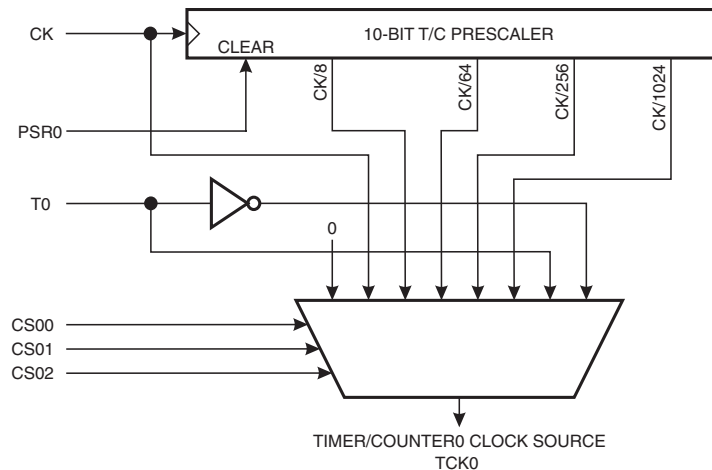 CK
10-BIT T/C PRESCALER
CLEAR
CK/8
CK/64
CK/256
CK/1024
PSR0
T0
0
CS00
CS01
CS02
TIMER/COUNTER0 CLOCK SOURCE
TCK0